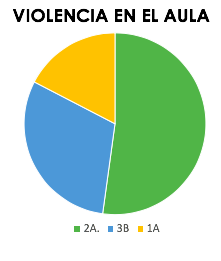 VIOLENCIA EN EL AULA
2A. 3B 1A